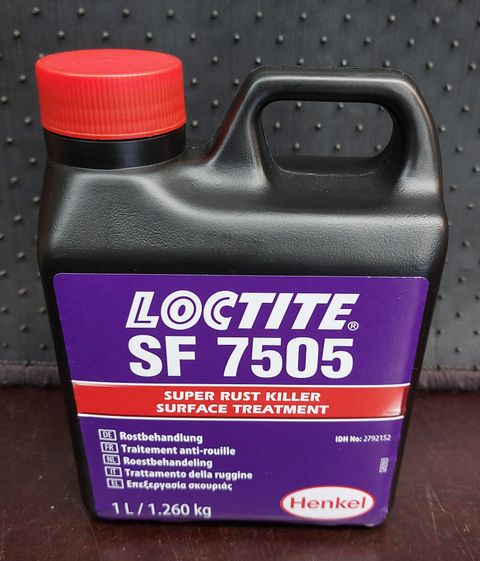 LOCTITE®
SF 7505
SUPER RUST KILLER
SURFACE TREATMENT
DE Rostbehandlung
IDH No: 2792152
FR Traitement anti-rouille
NL Roestbehandeling
IT Trattamento della ruggine
EL Επεξεργασία σκουριάς
1 L / 1.260 kg
Henkel